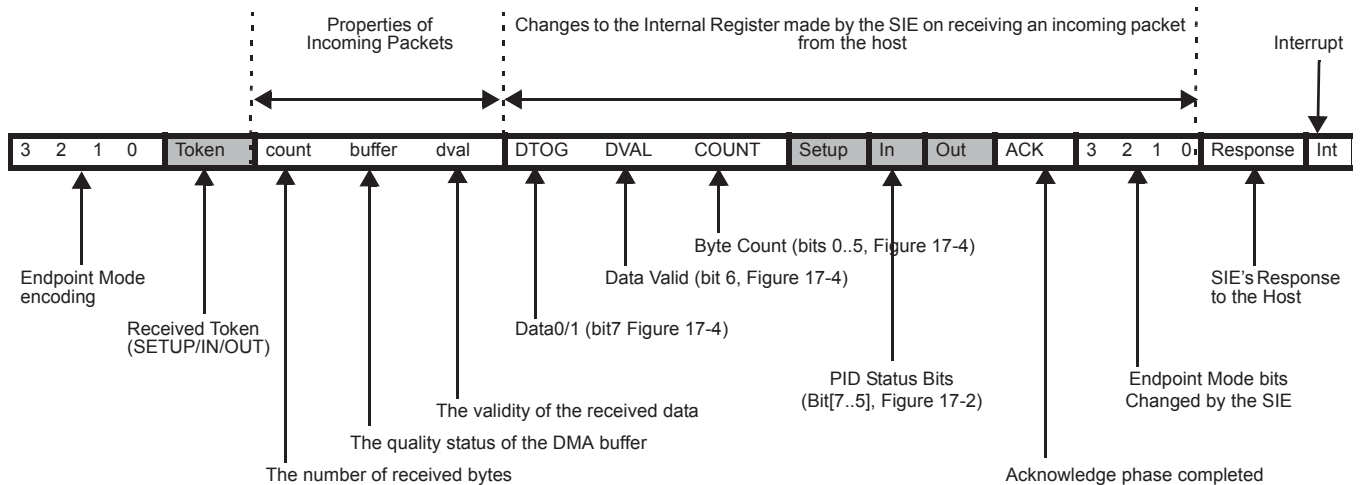 Properties of
Incoming Packets
Changes to the Internal Register made by the SIE on receiving an incoming packet
from the host
Interrupt
3 2 1 0 Token count buffer dval DTOG DVAL COUNT Setup In Out ACK 3 2 1 0 Response Int
Byte Count (bits 0..5, Figure 17-4)
Endpoint Mode
encoding
Data Valid (bit 6, Figure 17-4)
SIE's Response
to the Host
Received Token
(SETUP/IN/OUT)
Data0/1 (bit7 Figure 17-4)
PID Status Bits
(Bit[7..5], Figure 17-2)
Endpoint Mode bits
Changed by the SIE
The validity of the received data
The quality status of the DMA buffer
The number of received bytes
Acknowledge phase completed